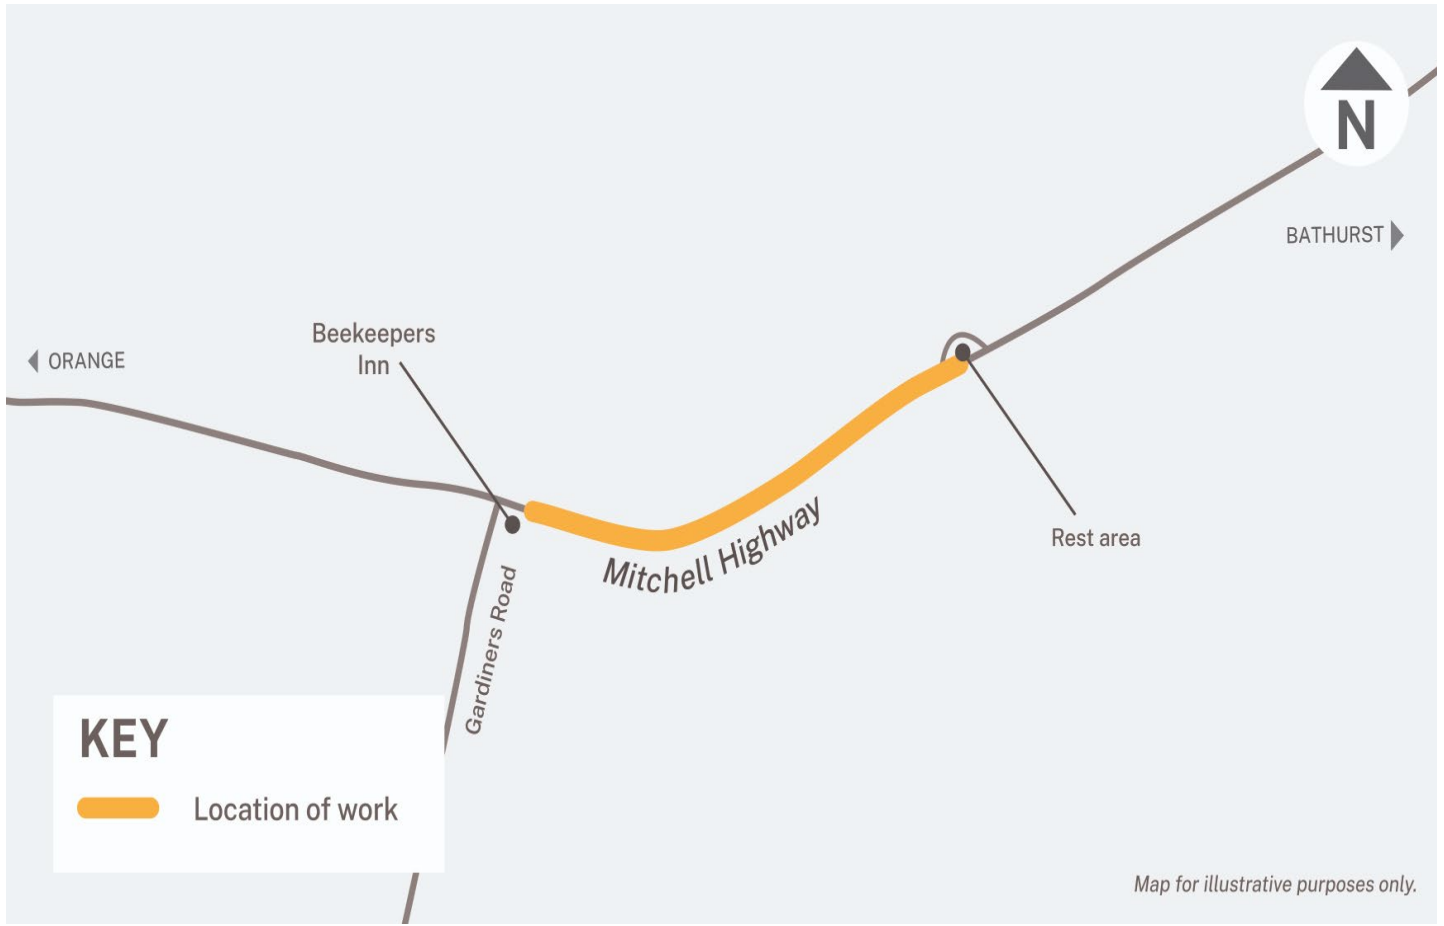 N
BATHURST
Beekeepers
Inn
ORANGE
Mitchell Highway
Rest area
Gardiners Road
KEY
Location of work
Map for illustrative purposes only.